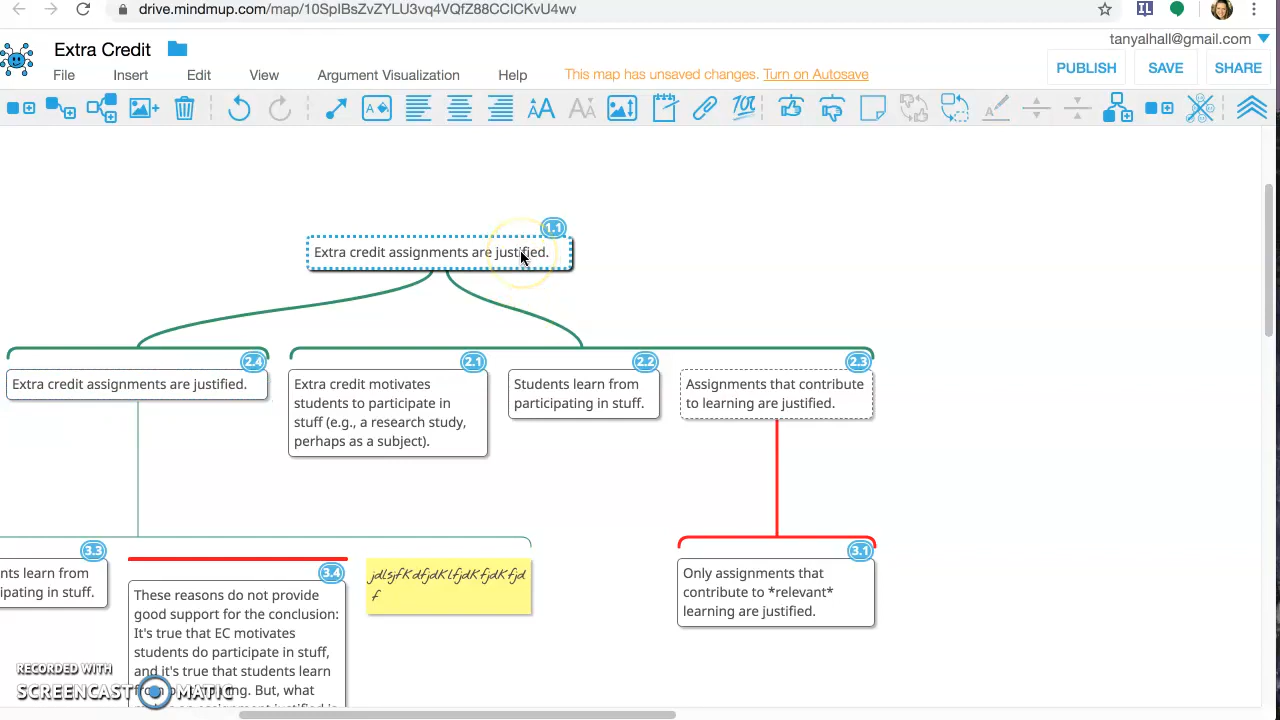 drive.mindmup.com/map/10SpIBsZvZYLU3vq4VQfZ88CCICKvU4wv
Extra Credit
tanyalhall@gmail.com
File Insert Edit View Argument Visualization Help
This map has unsaved changes. Turn on Autosave
PUBLISH SAVE SHARE
1.1
Extra credit assignments are justified.
2.4
Extra credit assignments are justified.
2.1
Extra credit motivates
students to participate in
stuff (e.g., a research study,
perhaps as a subject).
2.2
Students learn from
participating in stuff.
2.3
Assignments that contribute
to learning are justified.
3.3
nts learn from
ipating in stuff.
3.4
These reasons do not provide
good support for the conclusion:
It's true that EC motivates
students do participate in stuff,
and it's true that students learn
But, what
jdlsjfKdfjdKlfjdKfjdKfjd
f
3.1
Only assignments that
contribute to *relevant*
learning are justified.
RECORDED WITH
SCREENCAST MATIC